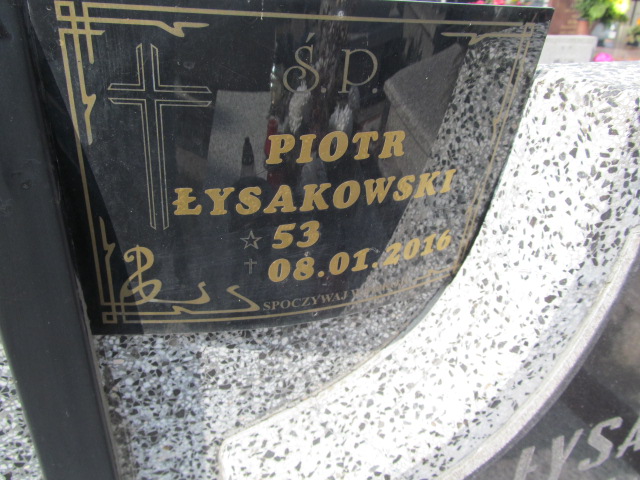 Ś.P.
PIOTR
ŁYSAKOWSKI
53
08.01.2016
SPOCZYWAJ W
ŁYSA